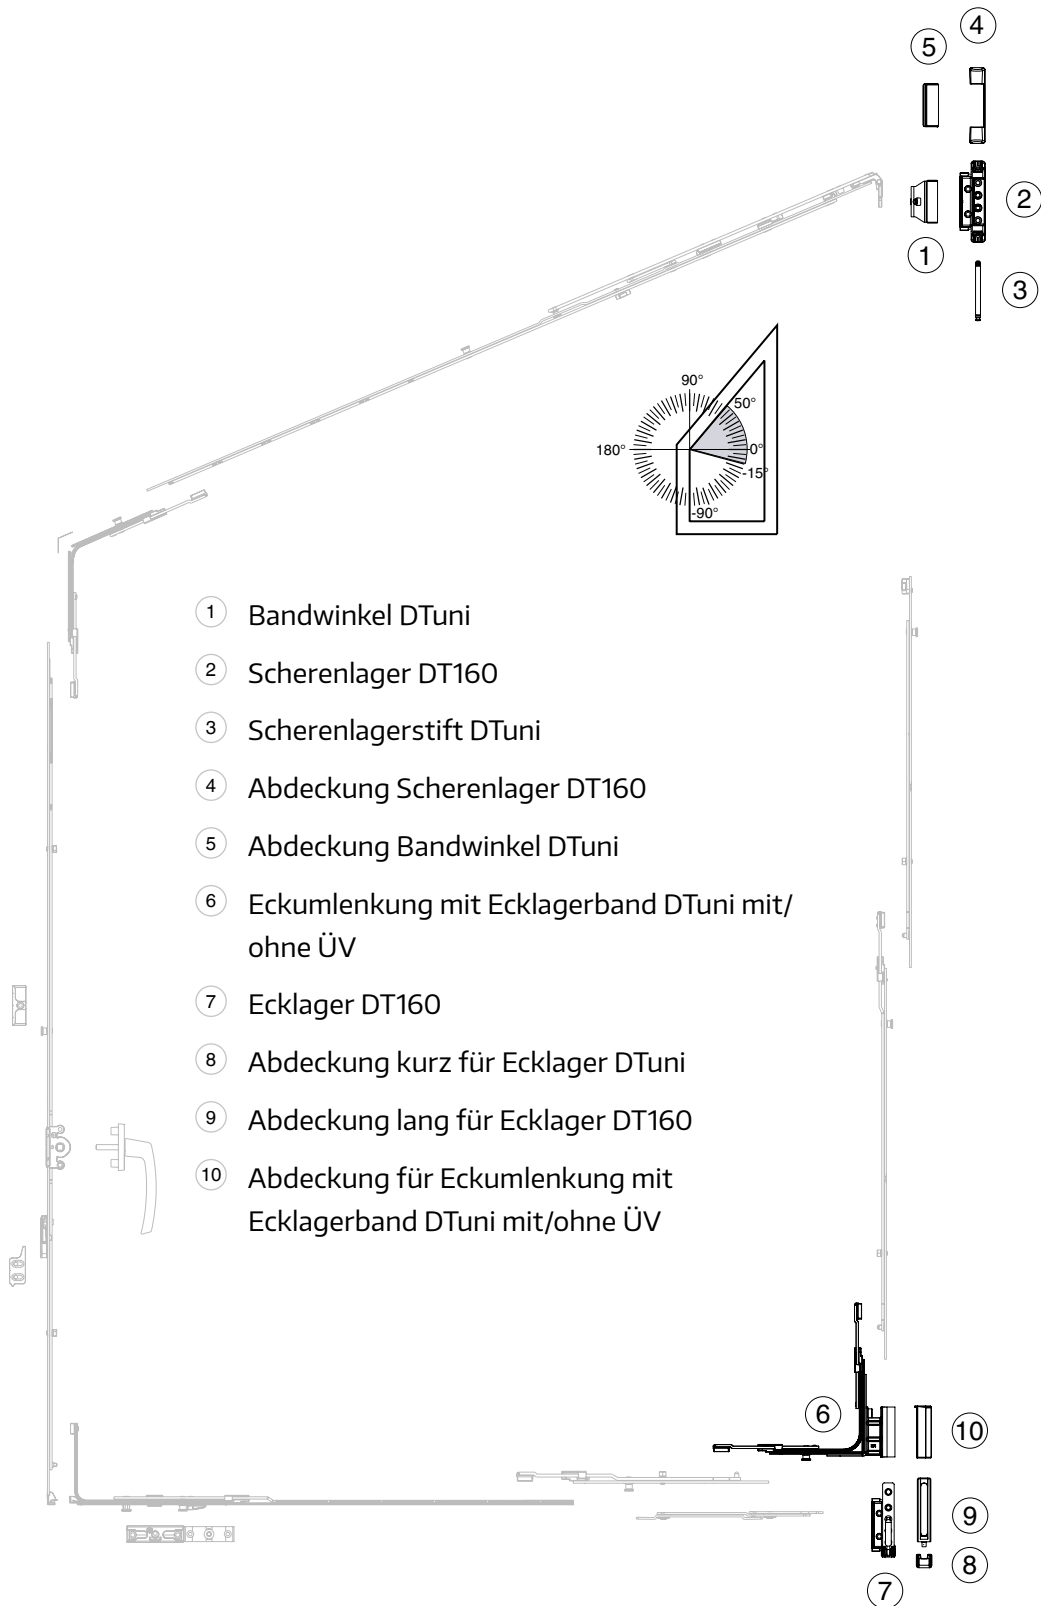 4
5
2
1
3
90°
50°
180°
0°
-15°
-90°
1 Bandwinkel DTuni
2 Scherenlager DT160
3 Scherenlagerstift DTuni
4 Abdeckung Scherenlager DT160
5 Abdeckung Bandwinkel DTuni
6 Eckumlenkung mit Ecklagerband DTuni mit/
ohne ÜV
7 Ecklager DT160
8 Abdeckung kurz für Ecklager DTuni
9 Abdeckung lang für Ecklager DT160
10 Abdeckung für Eckumlenkung mit
Ecklagerband DTuni mit/ohne ÜV
6
10
9
8
7